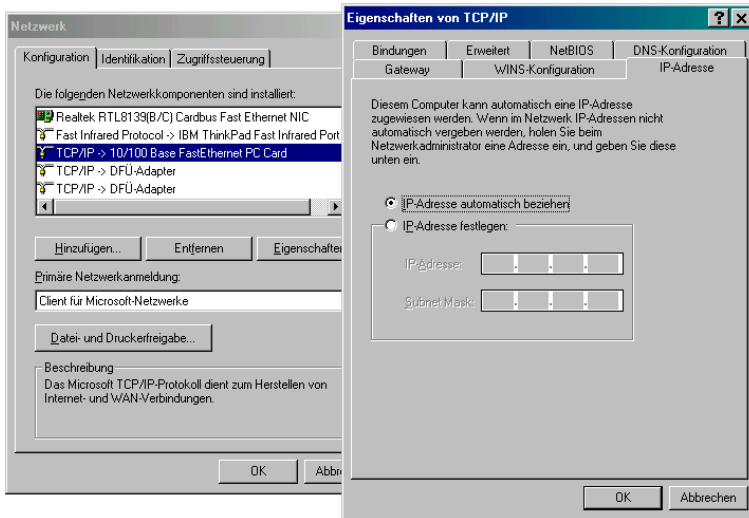 Netzwerk
Konfiguration
Identifikation
Zugriffssteuerung
Die folgenden Netzwerkkomponenten sind installiert:
Realtek RTL8139(B/C) Cardbus Fast Ethernet NIC
Fast Infrared Protocol -> IBM ThinkPad Fast Infrared Port
TCP/IP -> 10/100 Base FastEthernet PC Card
TCP/IP -> DFÜ-Adapter
TCP/IP -> DFÜ-Adapter
Hinzufügen...
Entfernen
Eigenschaften
Primäre Netzwerkanmeldung:
Client für Microsoft-Netzwerke
Datei- und Druckerfreigabe...
Beschreibung
Das Microsoft TCP/IP-Protokoll dient zum Herstellen von
Internet- und WAN-Verbindungen.
OK
Abbr
Eigenschaften von TCP/IP
Bindungen
Erweitert
NetBIOS
DNS-Konfiguration
Gateway
WINS-Konfiguration
IP-Adresse
Diesem Computer kann automatisch eine IP-Adresse
zugewiesen werden. Wenn im Netzwerk IP-Adressen nicht
automatisch vergeben werden, holen Sie beim
Netzwerkadministrator eine Adresse ein, und geben Sie diese
unten ein.
IP-Adresse automatisch beziehen
IP-Adresse festlegen:
IP-Adresse:
Subnet Mask:
OK
Abbrechen